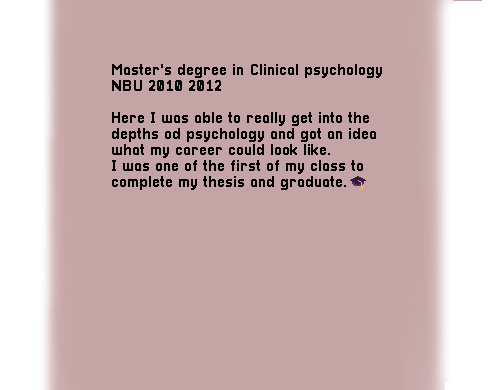 Master's degree in Clinical psychology
NBU 2010 2012
Here I was able to really get into the
depths od psychology and got an idea
what my career could look like.
I was one of the first of my class to
complete my thesis and graduate. 🎓